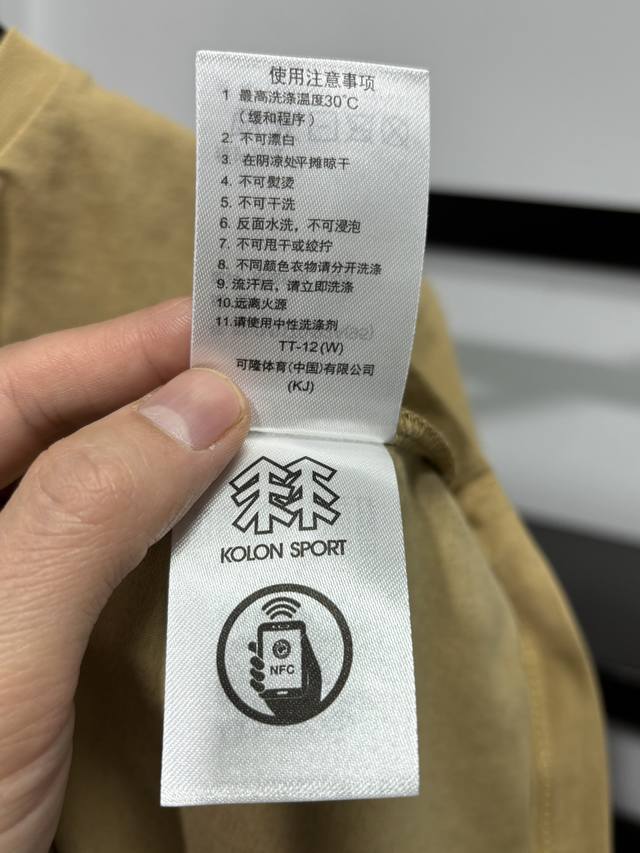 使用注意事项
1 最高洗涤温度30°C
（缓和程序）
2. 不可漂白
3. 在阴凉处平摊晾干
4. 不可熨烫
5. 不可干洗
6. 反面水洗，不可浸泡
7. 不可甩干或绞拧
8. 不同颜色衣物请分开洗涤
9. 流汗后，请立即洗涤
10.远离火源
11.请使用中性洗涤剂
TT-12(W)
可隆体育(中国)有限公司
(KJ)
KOLON SPORT
NFC